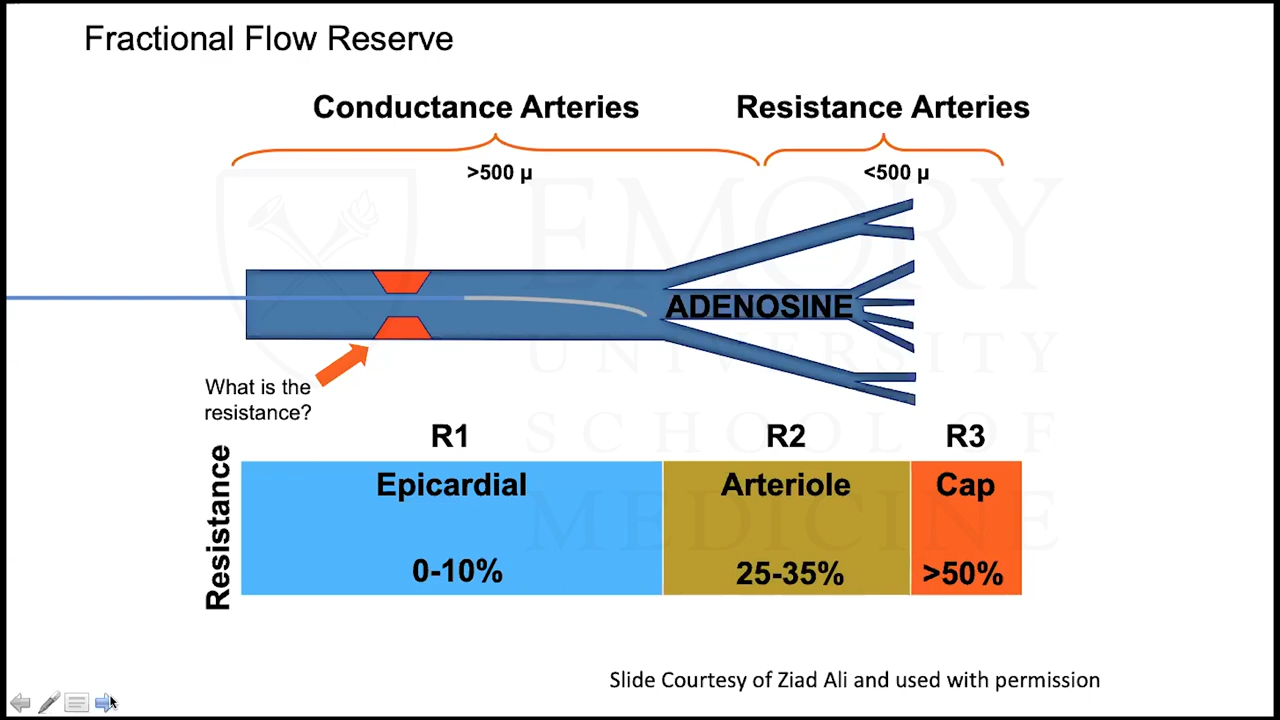 Fractional Flow Reserve
Conductance Arteries
Resistance Arteries
>500 µ
<500 µ
EMORY
ADENOSINE
UNIVERSITY
What is the
resistance?
SCHOOL OF
R1
R2
R3
Resistance
Epicardial
Arteriole
Cap
MEDICINE
0-10%
25-35%
>50%
Slide Courtesy of Ziad Ali and used with permission